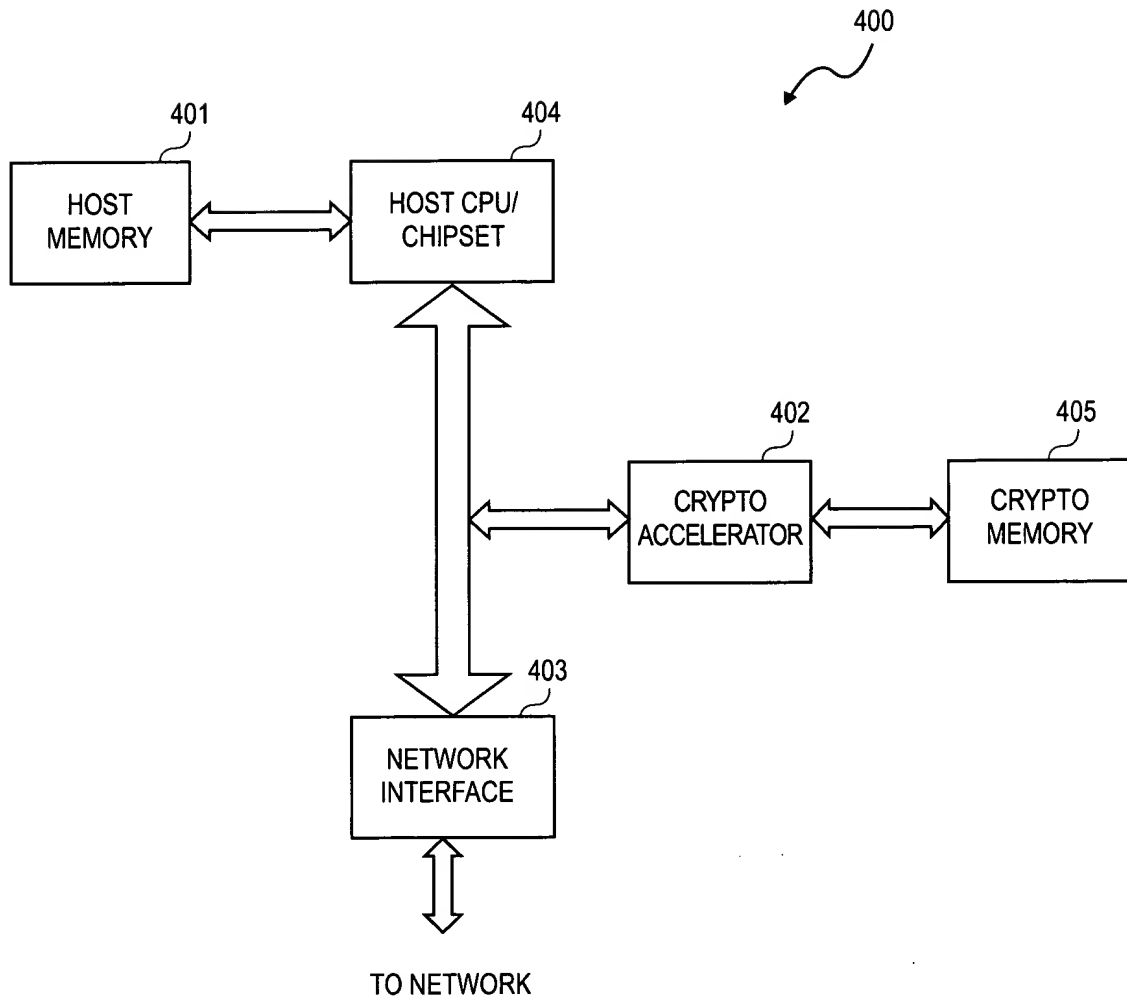 400
401
404
HOST
MEMORY
HOST CPU/
CHIPSET
402
405
CRYPTO
ACCELERATOR
CRYPTO
MEMORY
403
NETWORK
INTERFACE
TO NETWORK